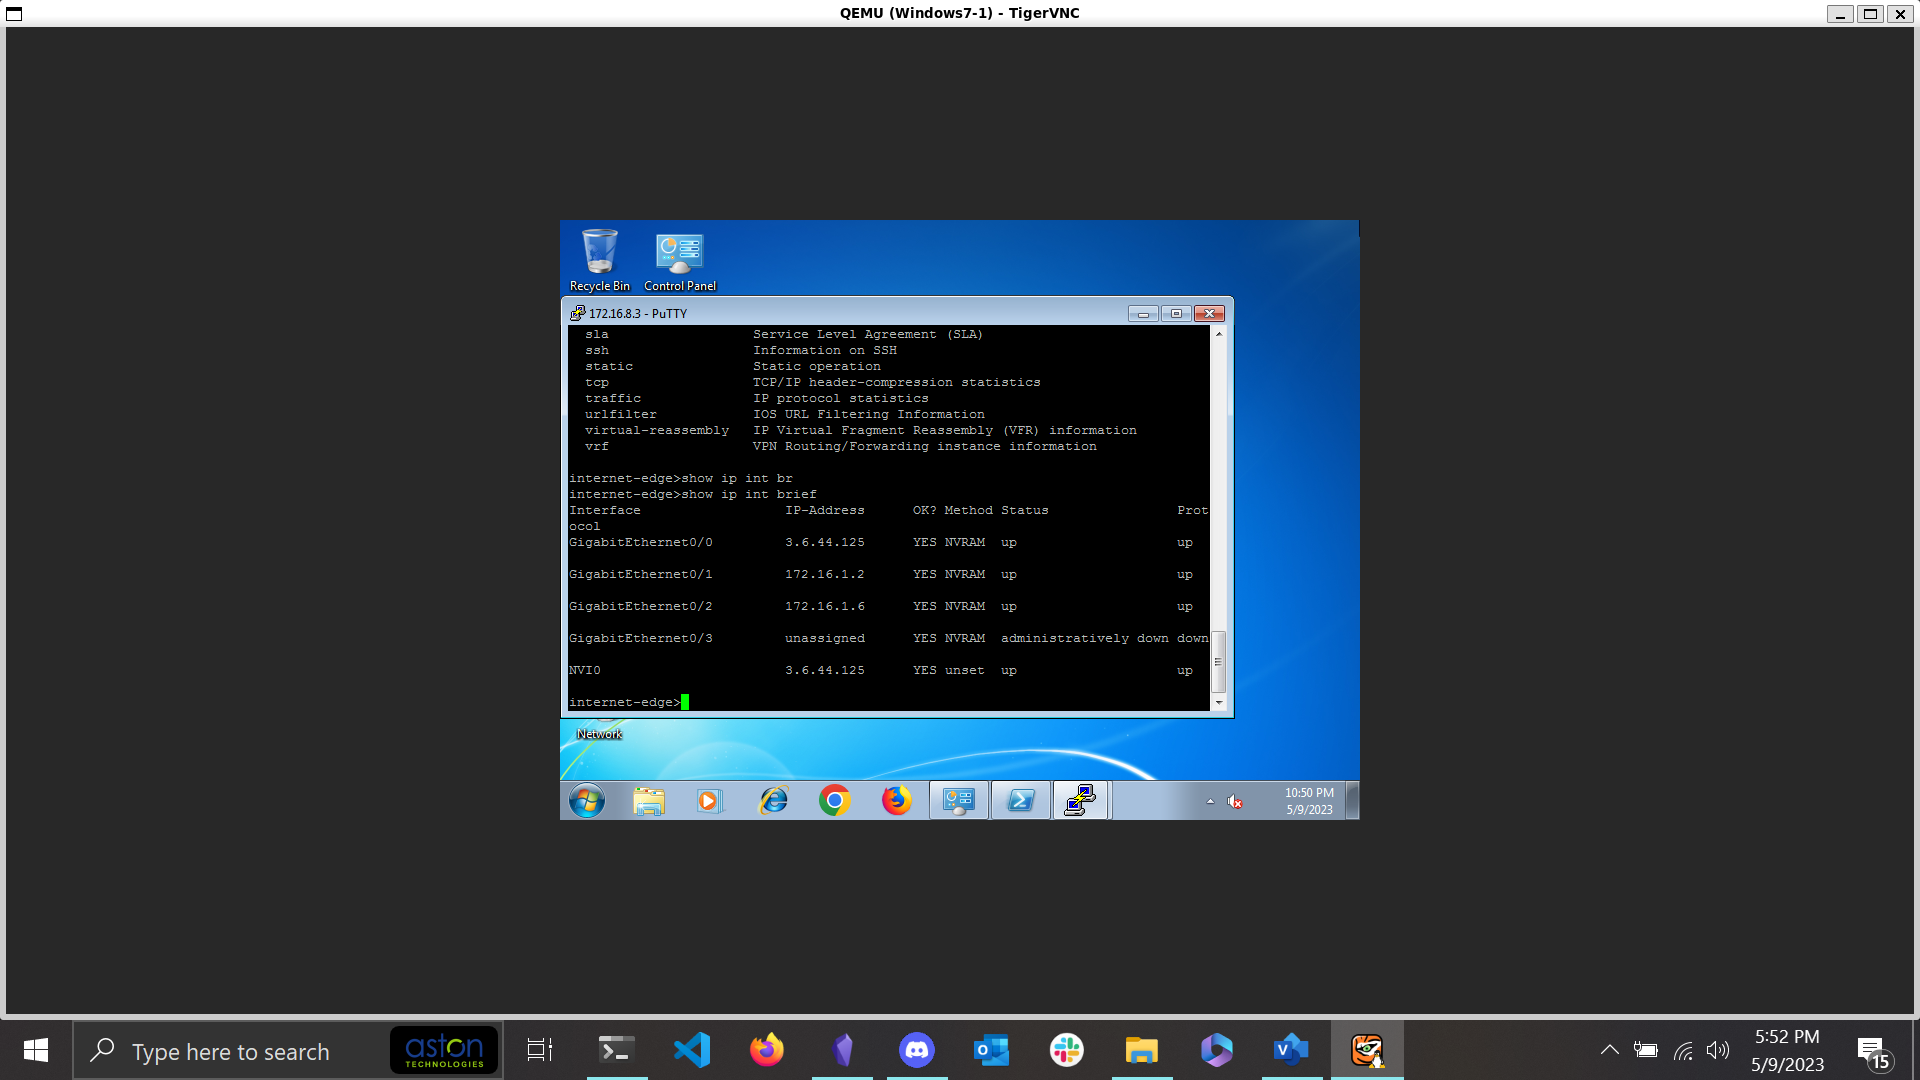 QEMU (Windows7-1) - TigerVNC
Recycle Bin
Control Panel
172.16.8.3 - PuTTY
sla Service Level Agreement (SLA)
ssh Information on SSH
static Static operation
tcp TCP/IP header-compression statistics
traffic IP protocol statistics
urlfilter IOS URL Filtering Information
virtual-reassembly IP Virtual Fragment Reassembly (VFR) information
vrf VPN Routing/Forwarding instance information
internet-edge>show ip int br
internet-edge>show ip int brief
Interface IP-Address OK? Method Status Prot
ocol
GigabitEthernet0/0 3.6.44.125 YES NVRAM up up
GigabitEthernet0/1 172.16.1.2 YES NVRAM up up
GigabitEthernet0/2 172.16.1.6 YES NVRAM up up
GigabitEthernet0/3 unassigned YES NVRAM administratively down down
NVI0 3.6.44.125 YES unset up up
internet-edge>
Network
10:50 PM
5/9/2023
Type here to search
aston
TECHNOLOGIES
5:52 PM
5/9/2023
15